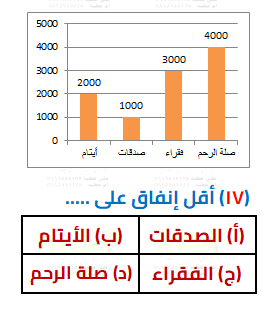 5000
4000
3000
2000
1000
0
2000
1000
3000
4000
أيتام
صدقات
فقراء
صلة الرحم
(١٧) أقل إنفاق على .....
(أ) الصدقات
(ب) الأيتام
(ج) الفقراء
(د) صلة الرحم